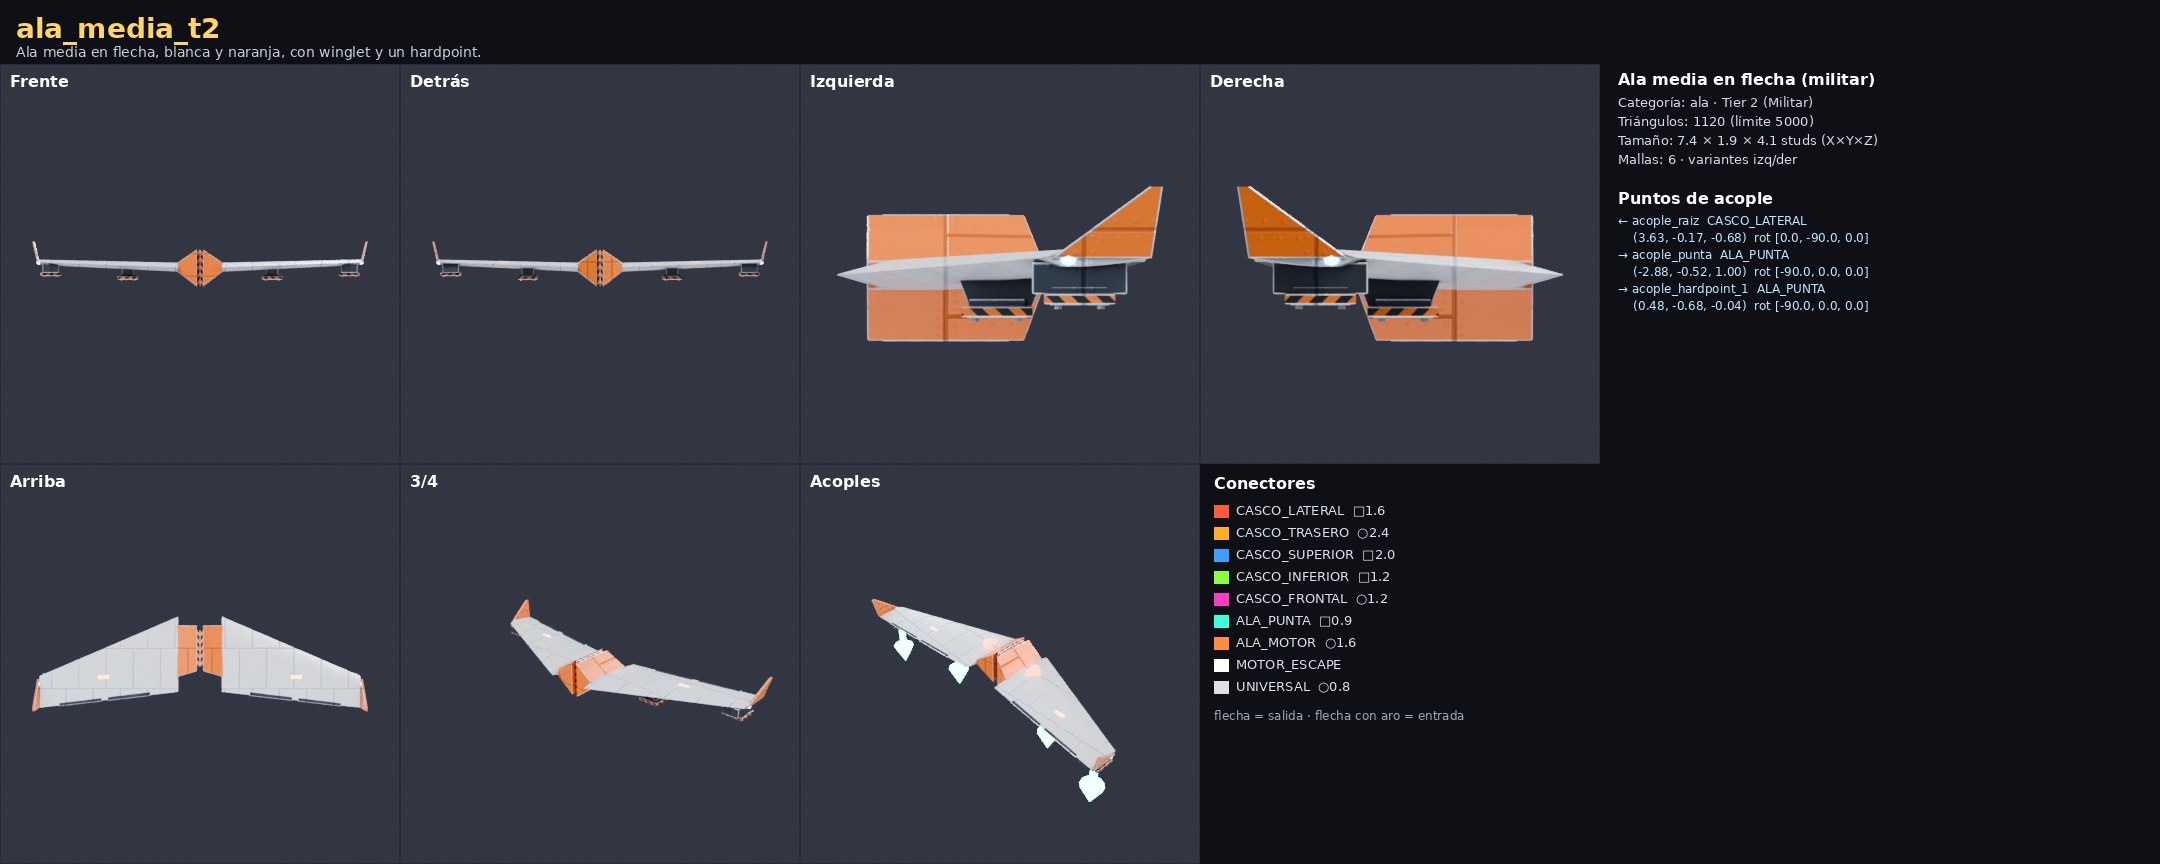 ala_media_t2
Ala media en flecha, blanca y naranja, con winglet y un hardpoint.
Frente
Detrás
Izquierda
Derecha
Ala media en flecha (militar)
Categoría: ala · Tier 2 (Militar)
Triángulos: 1120 (límite 5000)
Tamaño: 7.4 × 1.9 × 4.1 studs (X×Y×Z)
Mallas: 6 · variantes izq/der
Puntos de acople
← acople_raiz  CASCO_LATERAL
(3.63, -0.17, -0.68)  rot [0.0, -90.0, 0.0]
→ acople_punta  ALA_PUNTA
(-2.88, -0.52, 1.00)  rot [-90.0, 0.0, 0.0]
→ acople_hardpoint_1  ALA_PUNTA
(0.48, -0.68, -0.04)  rot [-90.0, 0.0, 0.0]
Arriba
3/4
Acoples
Conectores
CASCO_LATERAL  □1.6
CASCO_TRASERO  ○2.4
CASCO_SUPERIOR  □2.0
CASCO_INFERIOR  □1.2
CASCO_FRONTAL  ○1.2
ALA_PUNTA  □0.9
ALA_MOTOR  ○1.6
MOTOR_ESCAPE
UNIVERSAL  ○0.8
flecha = salida · flecha con aro = entrada